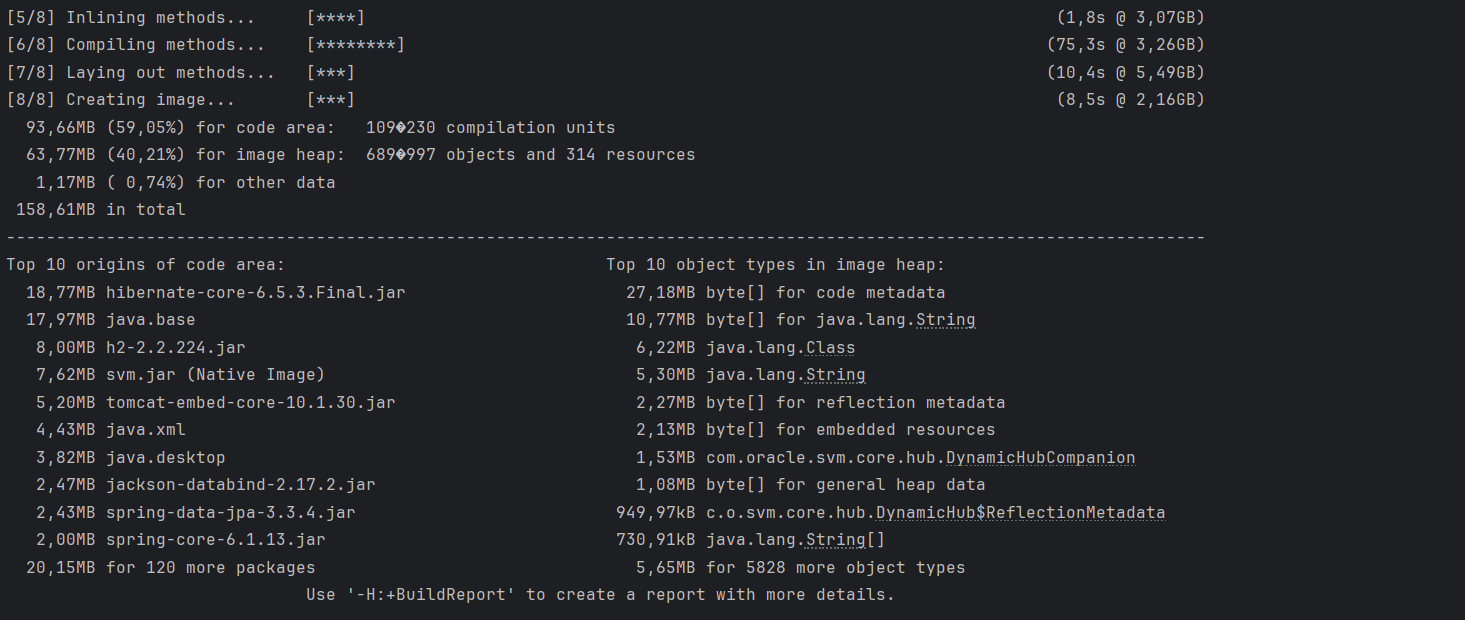 [5/8] Inlining methods...     [****]                                                                     (1,8s @ 3,07GB)
[6/8] Compiling methods...    [********]                                                                (75,3s @ 3,26GB)
[7/8] Laying out methods...   [***]                                                                     (10,4s @ 5,49GB)
[8/8] Creating image...       [***]                                                                      (8,5s @ 2,16GB)
  93,66MB (59,05%) for code area:   109�230 compilation units
  63,77MB (40,21%) for image heap:  689�997 objects and 314 resources
   1,17MB ( 0,74%) for other data
 158,61MB in total
------------------------------------------------------------------------------------------------------------------------
Top 10 origins of code area:                                Top 10 object types in image heap:
  18,77MB hibernate-core-6.5.3.Final.jar                      27,18MB byte[] for code metadata
  17,97MB java.base                                           10,77MB byte[] for java.lang.String
   8,00MB h2-2.2.224.jar                                       6,22MB java.lang.Class
   7,62MB svm.jar (Native Image)                               5,30MB java.lang.String
   5,20MB tomcat-embed-core-10.1.30.jar                        2,27MB byte[] for reflection metadata
   4,43MB java.xml                                             2,13MB byte[] for embedded resources
   3,82MB java.desktop                                         1,53MB com.oracle.svm.core.hub.DynamicHubCompanion
   2,47MB jackson-databind-2.17.2.jar                          1,08MB byte[] for general heap data
   2,43MB spring-data-jpa-3.3.4.jar                          949,97kB c.o.svm.core.hub.DynamicHub$ReflectionMetadata
   2,00MB spring-core-6.1.13.jar                             730,91kB java.lang.String[]
  20,15MB for 120 more packages                                5,65MB for 5828 more object types
                              Use '-H:+BuildReport' to create a report with more details.